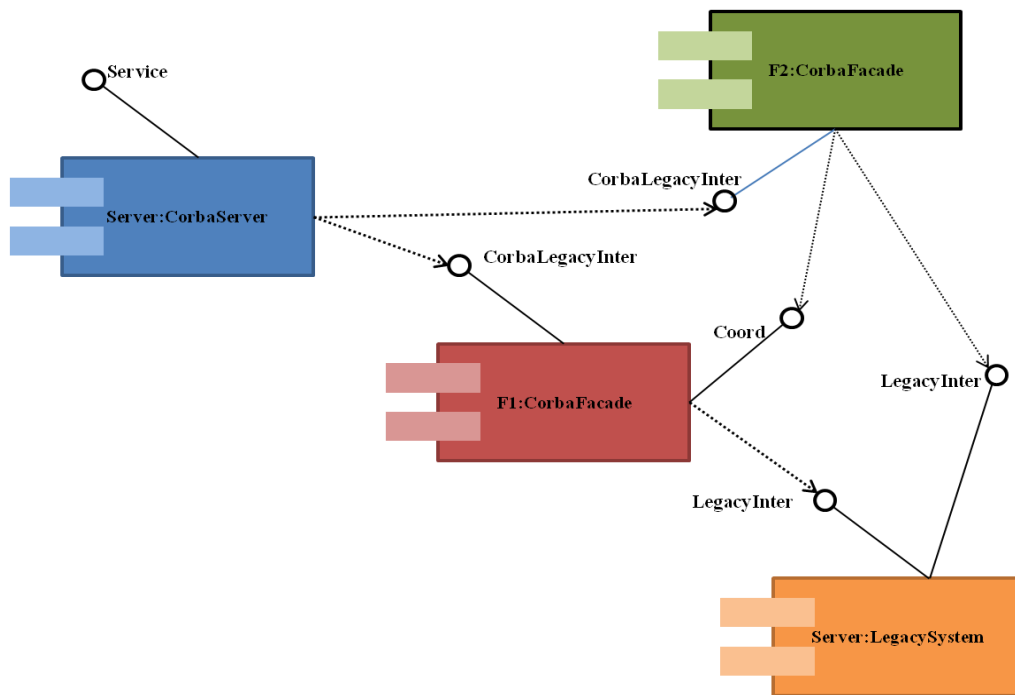 Service
F2:CorbaFacade
CorbaLegacyInter
Server:CorbaServer
CorbaLegacyInter
Coord
LegacyInter
F1:CorbaFacade
LegacyInter
Server:LegacySystem